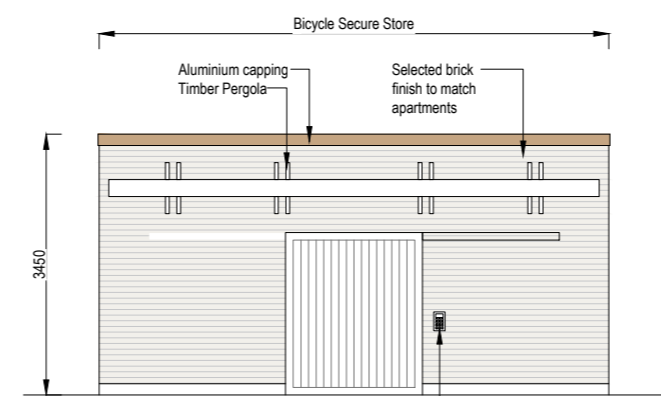 Bicycle Secure Store
Aluminium capping
Timber Pergola
Selected brick
finish to match
apartments
3450